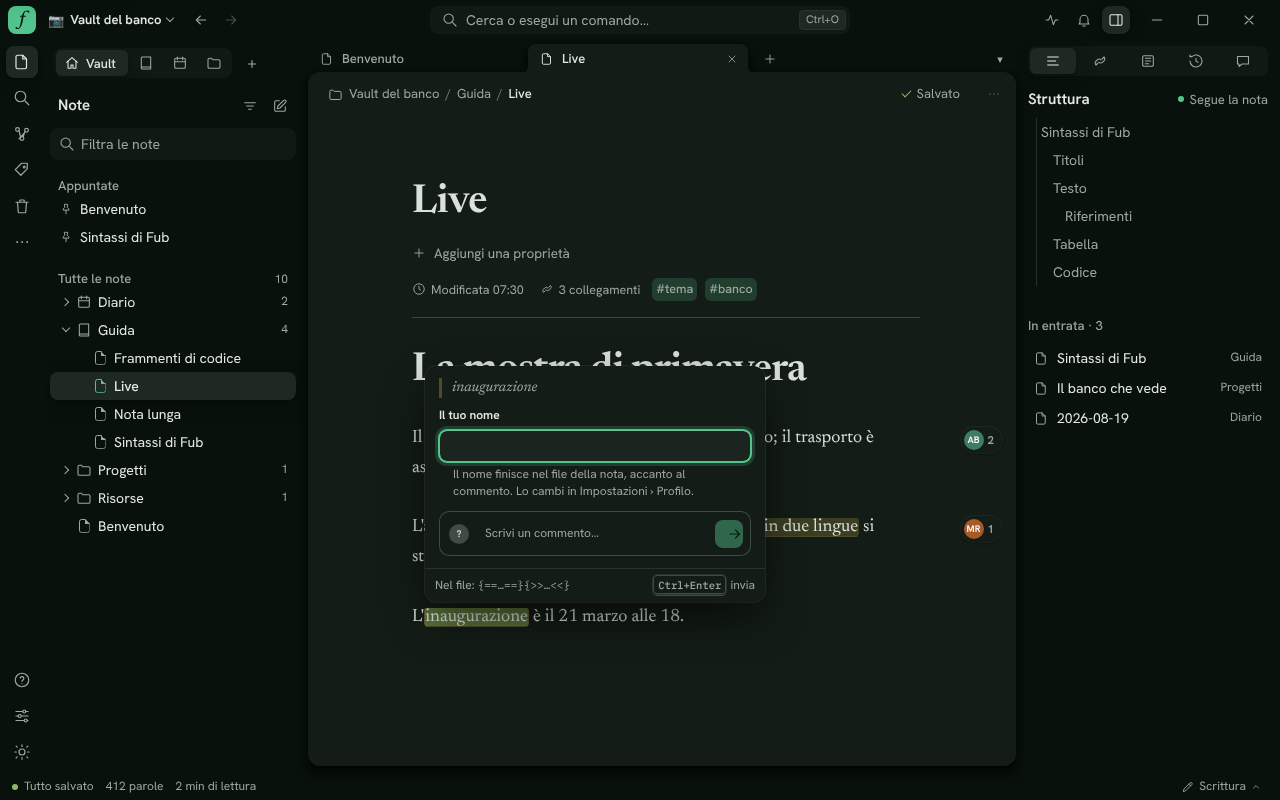 f
Vault del banco
Cerca o esegui un comando…
Ctrl+O
Vault
Note
Filtra le note
Appuntate
Benvenuto
Sintassi di Fub
Tutte le note 10
Diario 2
Guida 4
Frammenti di codice
Live
Nota lunga
Sintassi di Fub
Progetti 1
Risorse 1
Benvenuto
Benvenuto
Live
Vault del banco / Guida / Live
Salvato
Live
Aggiungi una proprietà
Modificata 07:30
3 collegamenti
#tema
#banco
La mostra di primavera
Il
o; il trasporto è
as
AB 2
L'
in due lingue si
st
MR 1
inaugurazione
Il tuo nome
Il nome finisce nel file della nota, accanto al
commento. Lo cambi in Impostazioni › Profilo.
? Scrivi un commento…
Nel file: {==…==}{>>…<<}
Ctrl+Enter invia
L'inaugurazione è il 21 marzo alle 18.
Struttura
Segue la nota
Sintassi di Fub
Titoli
Testo
Riferimenti
Tabella
Codice
In entrata · 3
Sintassi di Fub Guida
Il banco che vede Progetti
2026-08-19 Diario
Tutto salvato
412 parole
2 min di lettura
Scrittura